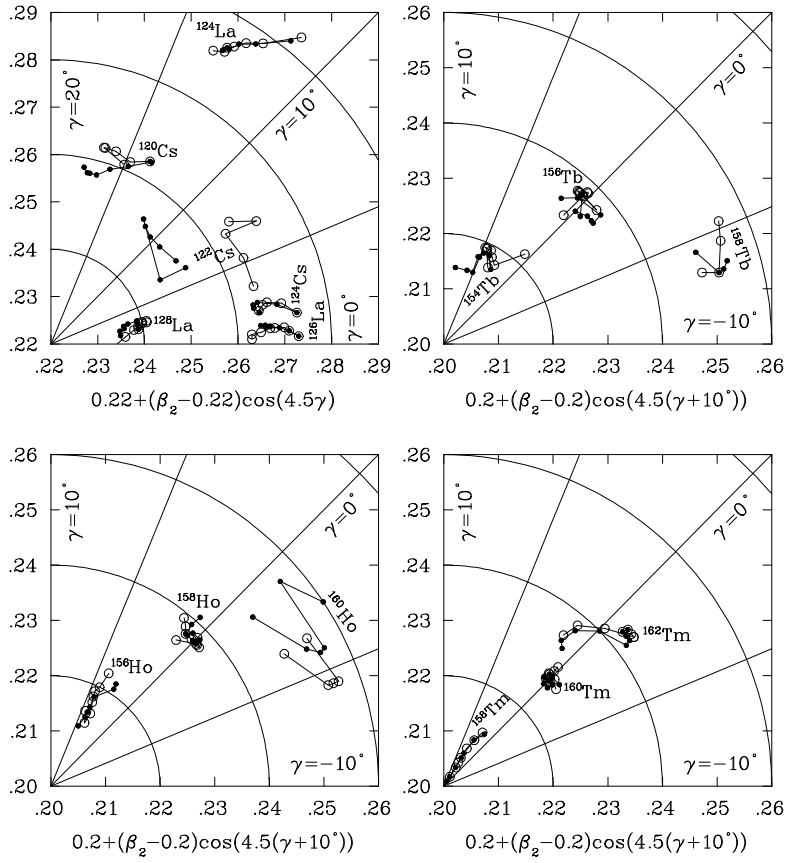 .29
.28
.27
.26
.25
.24
.23
.22
.22 .23 .24 .25 .26 .27 .28 .29
γ=20°
γ=10°
γ=0°
¹²⁴La
¹²⁰Cs
¹²²Cs
¹²⁴Cs
¹²⁶La
¹²⁸La
0.22+(β₂−0.22)cos(4.5γ)
.26
.25
.24
.23
.22
.21
.20
.20 .21 .22 .23 .24 .25 .26
γ=10°
γ=0°
γ=−10°
¹⁵⁶Tb
¹⁵⁸Tb
¹⁵⁴Tb
0.2+(β₂−0.2)cos(4.5(γ+10°))
.26
.25
.24
.23
.22
.21
.20
.20 .21 .22 .23 .24 .25 .26
γ=10°
γ=0°
γ=−10°
¹⁵⁸Ho
¹⁶⁰Ho
¹⁵⁶Ho
0.2+(β₂−0.2)cos(4.5(γ+10°))
.26
.25
.24
.23
.22
.21
.20
.20 .21 .22 .23 .24 .25 .26
γ=10°
γ=0°
γ=−10°
¹⁶²Tm
¹⁶⁰Tm
¹⁵⁸Tm
0.2+(β₂−0.2)cos(4.5(γ+10°))